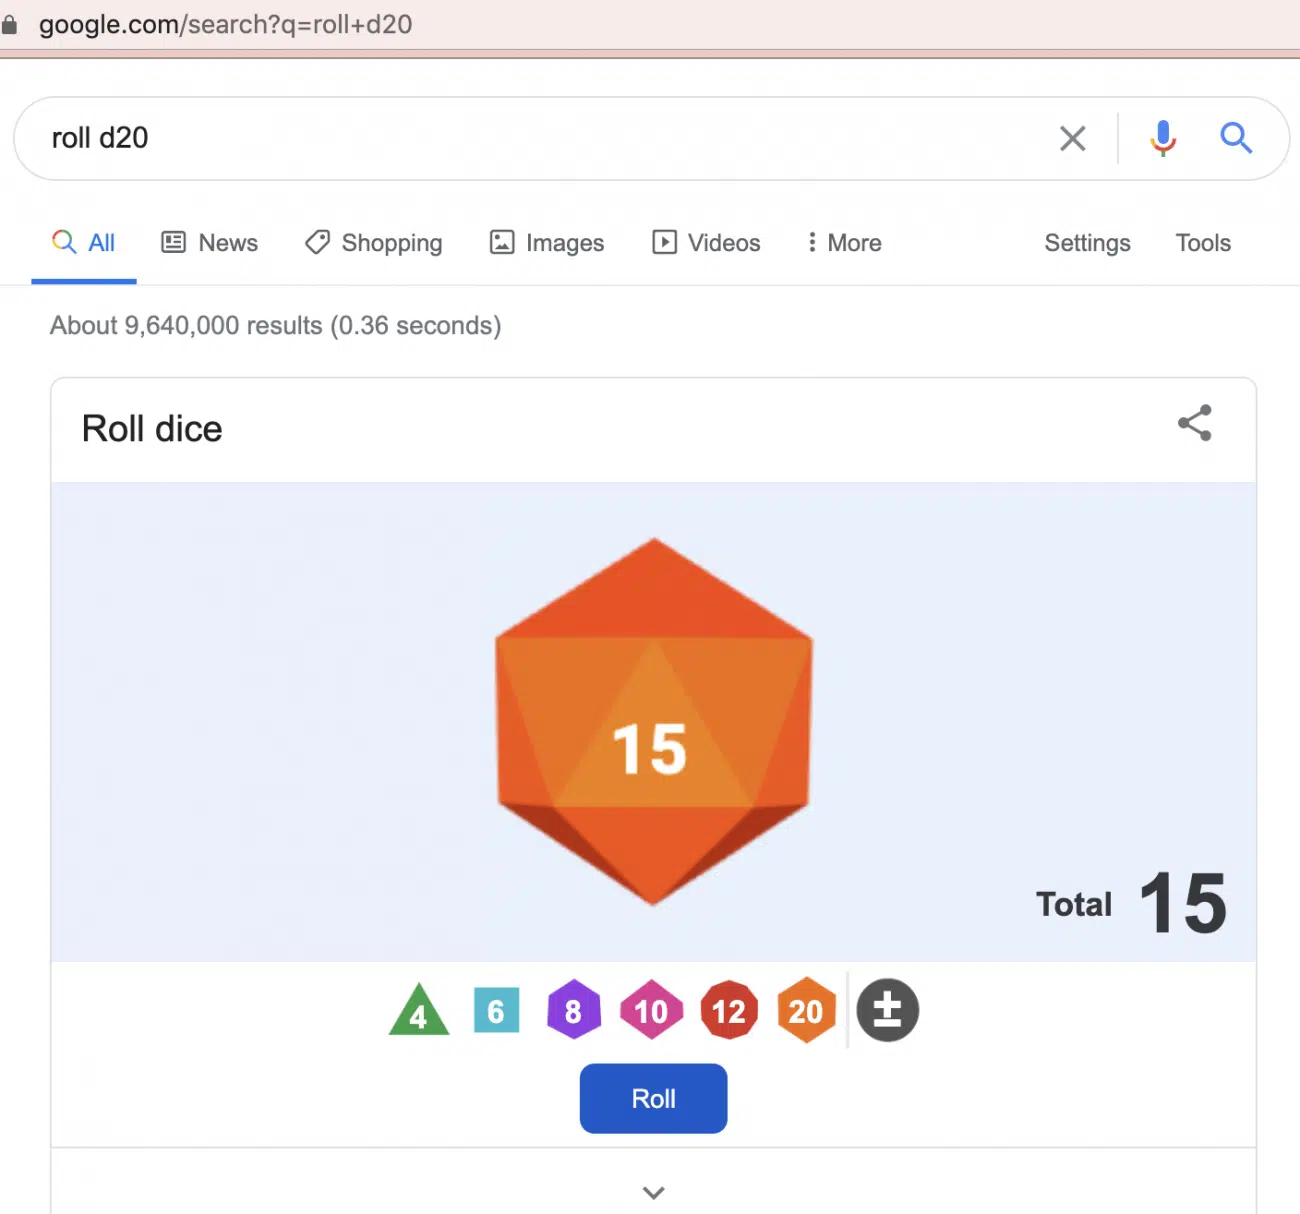 google.com/search?q=roll+d20
roll d20
All News Shopping Images Videos More Settings Tools
About 9,640,000 results (0.36 seconds)
Roll dice
15
Total 15
4 6 8 10 12 20 ±
Roll